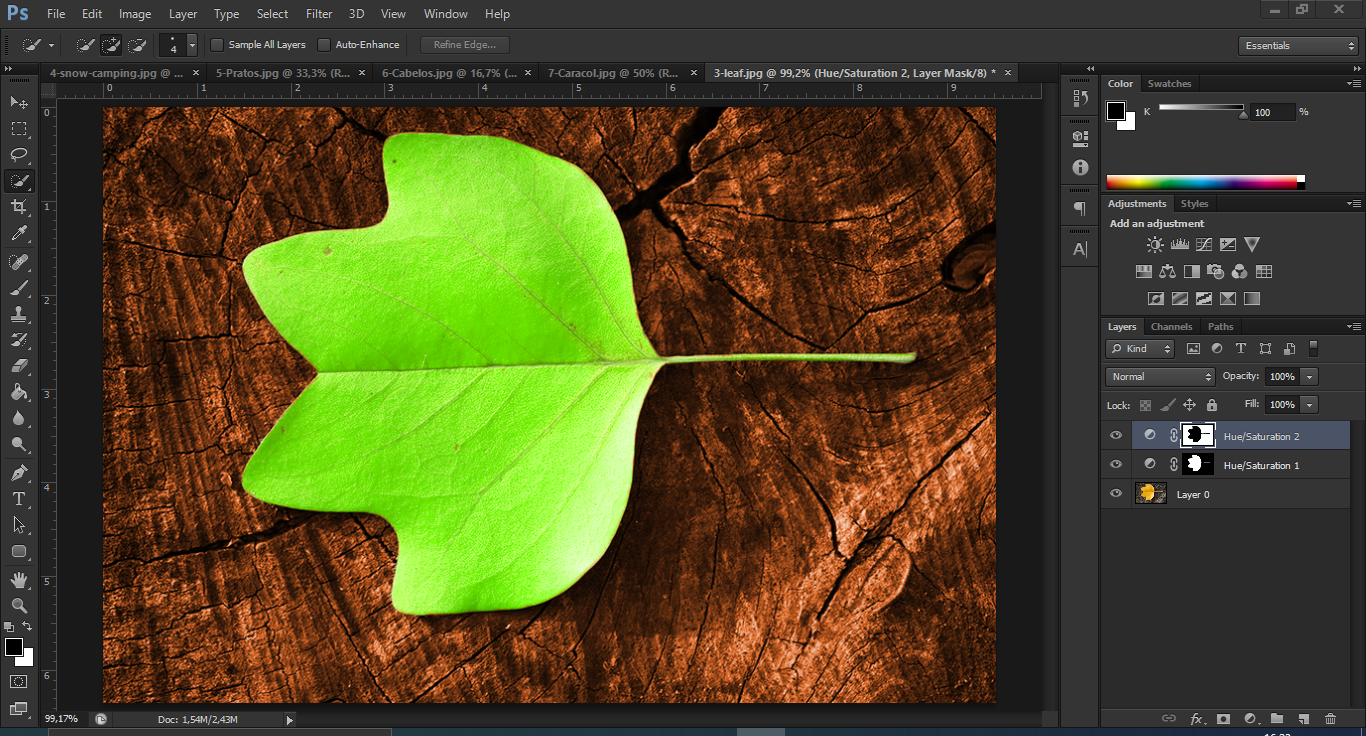 Ps File Edit Image Layer Type Select Filter 3D View Window Help
4 Sample All Layers Auto-Enhance Refine Edge... Essentials
4-snow-camping.jpg @ ... × 5-Pratos.jpg @ 33,3% (R... × 6-Cabelos.jpg @ 16,7% (... × 7-Caracol.jpg @ 50% (R... × 3-leaf.jpg @ 99,2% (Hue/Saturation 2, Layer Mask/8) * ×
0 1 2 3 4 5 6 7 8 9
0
1
2
3
4
5
6
99,17% Doc: 1,54M/2,43M
Color Swatches
K 100 %
Adjustments Styles
Add an adjustment
A
Layers Channels Paths
Kind T
Normal Opacity: 100%
Lock: Fill: 100%
Hue/Saturation 2
Hue/Saturation 1
Layer 0
fx